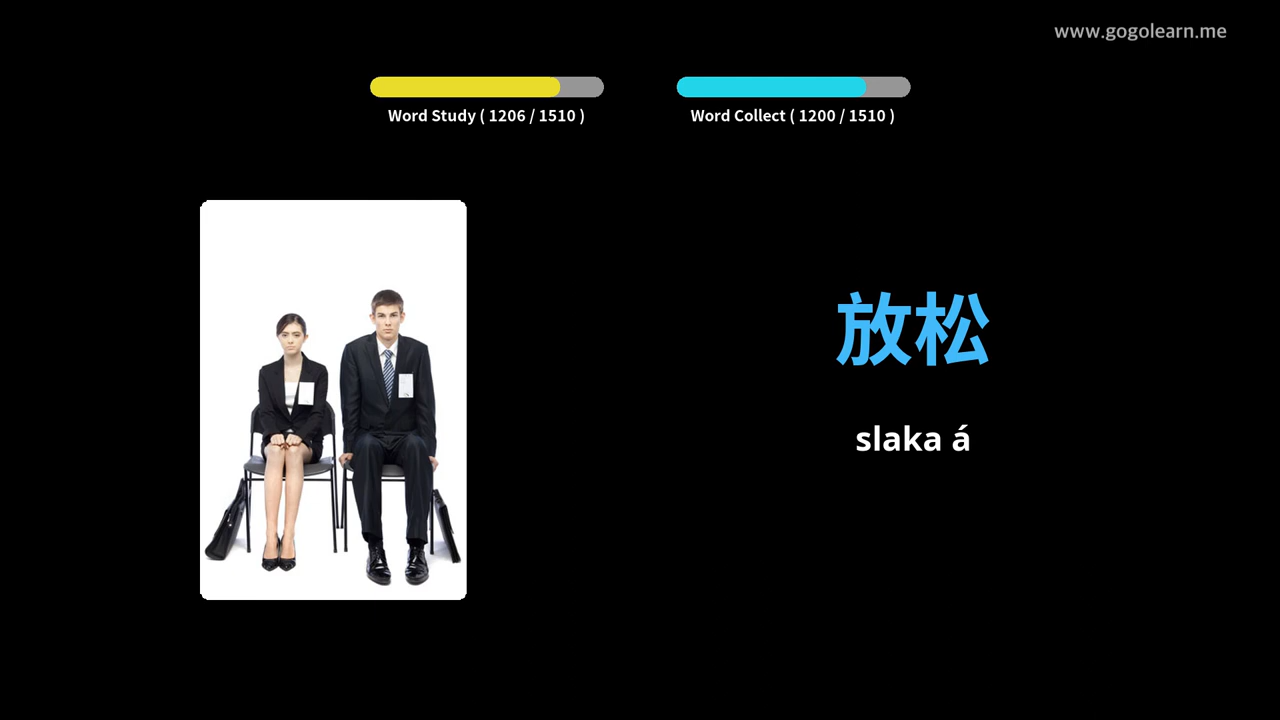 www.gogolearn.me
Word Study ( 1206 / 1510 )
Word Collect ( 1200 / 1510 )
放松
slaka á